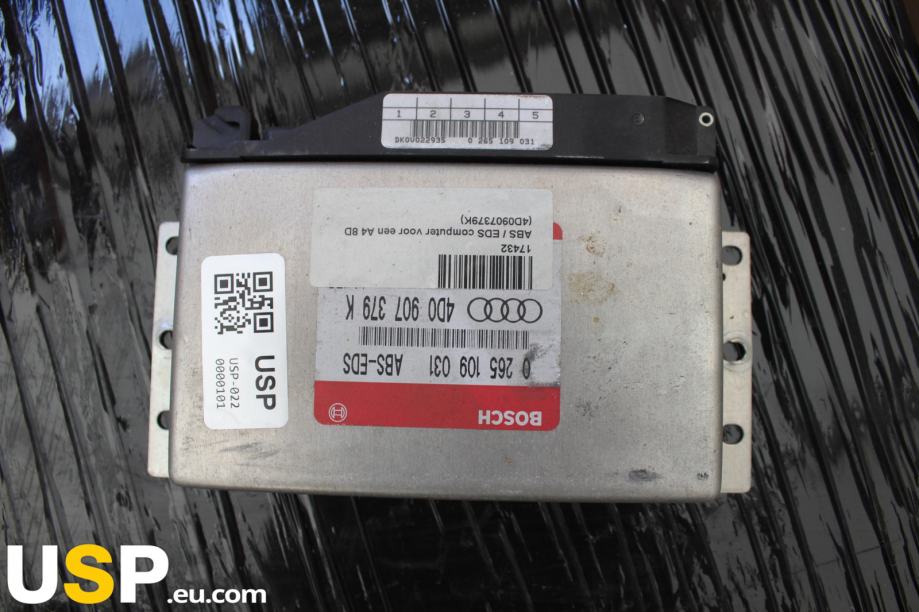 1 2 3 4 5
DK0V022935 0 265 109 031
17432
ABS / EDS computer voor een A4 8D
(4D0907379K)
4D0 907 379 K
0 265 109 031 ABS-EDS
BOSCH
USP
USP-022
0000101
USP.eu.com